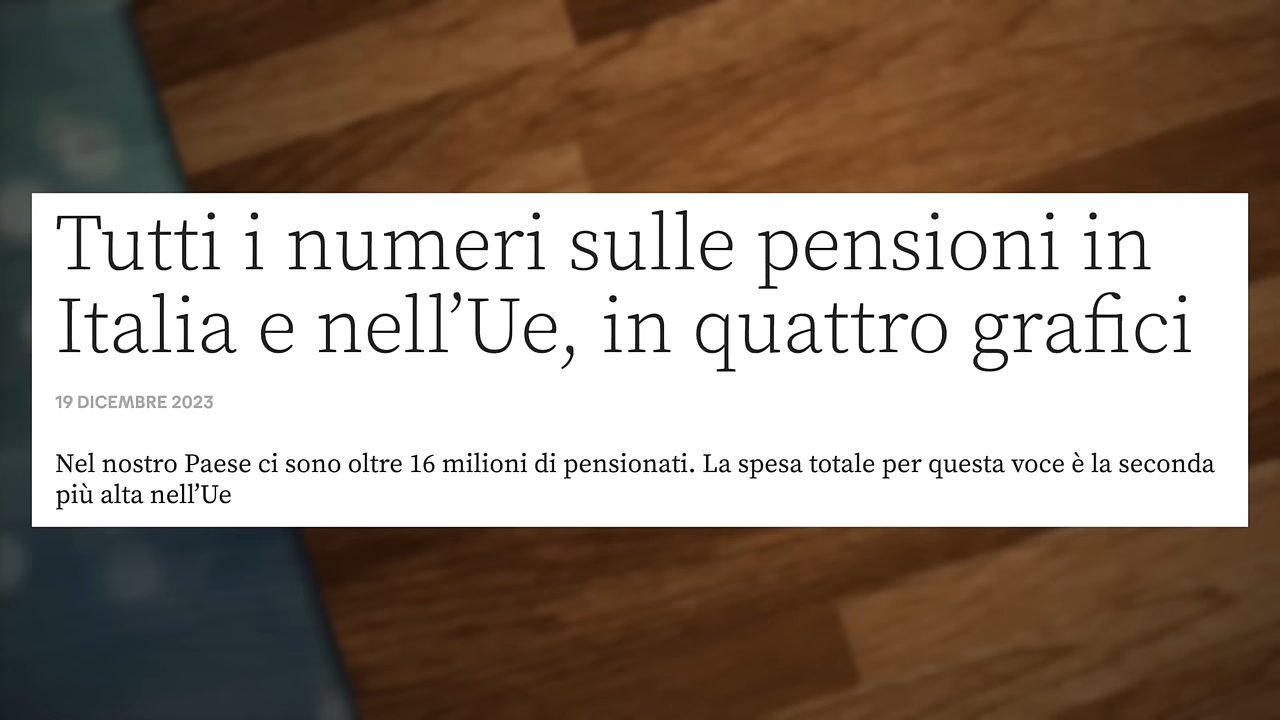 Tutti i numeri sulle pensioni in
Italia e nell’Ue, in quattro grafici
19 DICEMBRE 2023
Nel nostro Paese ci sono oltre 16 milioni di pensionati. La spesa totale per questa voce è la seconda
più alta nell’Ue